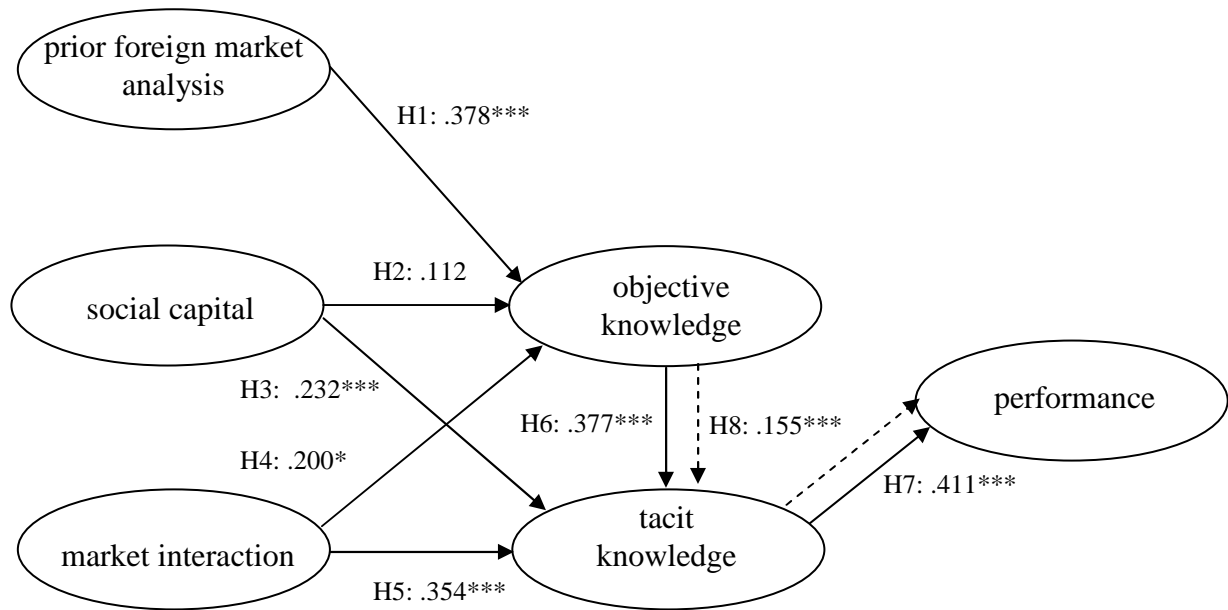 prior foreign market
analysis
H1: .378***
H2: .112
social capital
objective
knowledge
H3: .232***
H6: .377***
H8: .155***
performance
H4: .200*
H7: .411***
market interaction
tacit
knowledge
H5: .354***